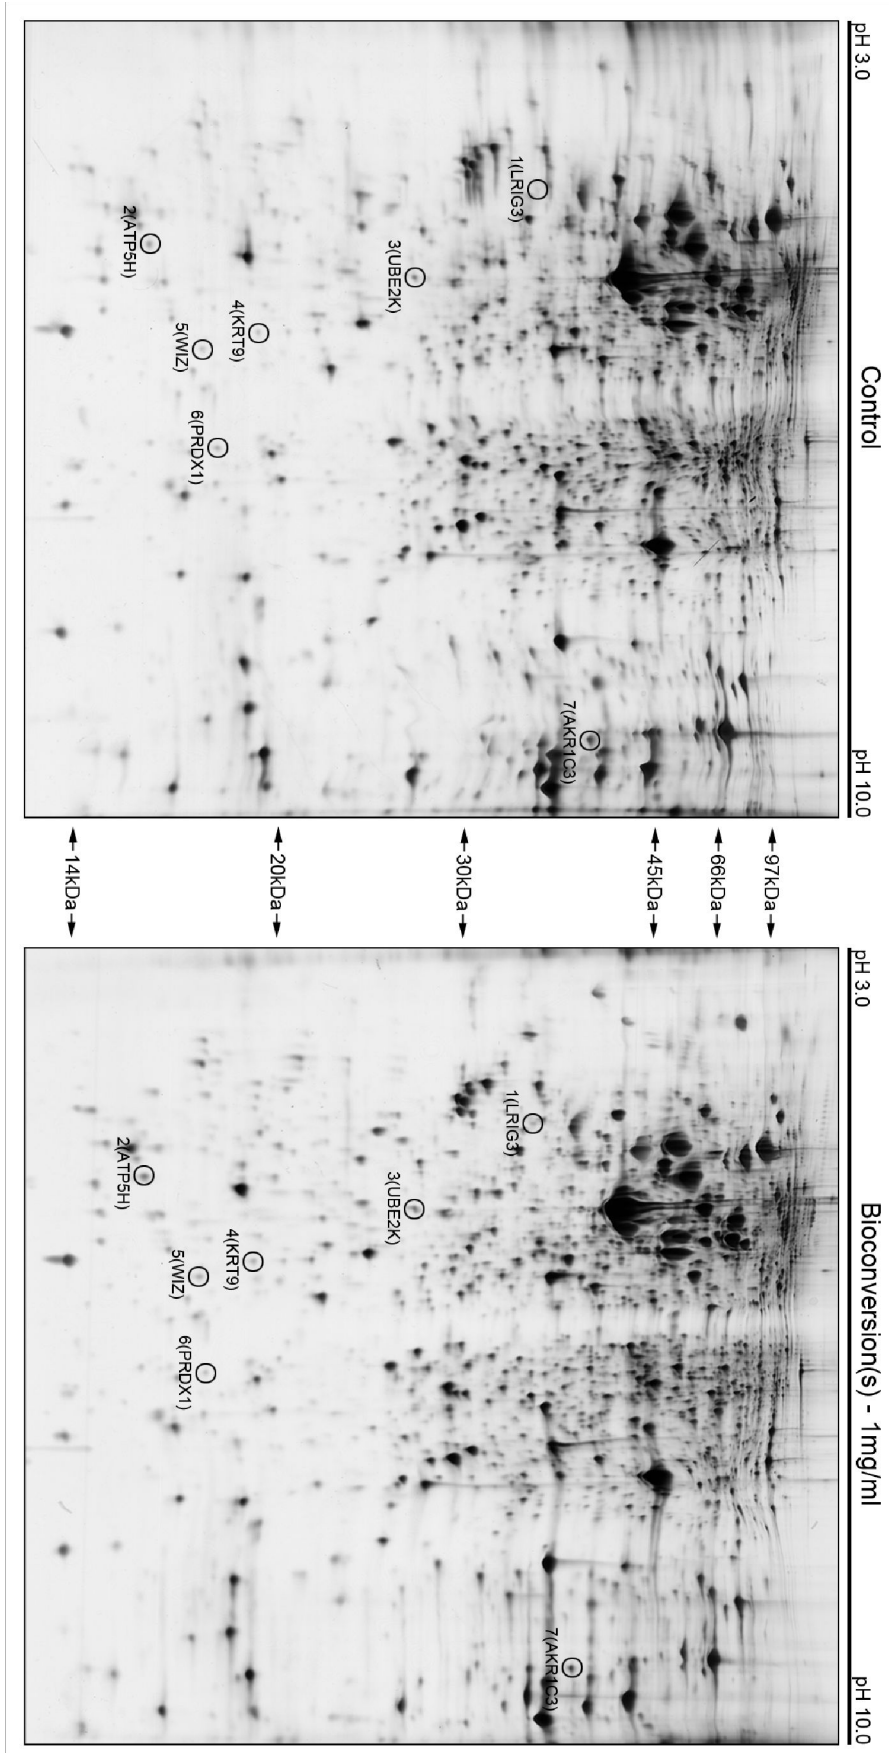 Control
pH 3.0
pH 10.0
1(LRIG3)
2(ATP5H)
3(UBE2K)
4(KRT9)
5(WIZ)
6(PRDX1)
7(AKR1C3)
97kDa
66kDa
45kDa
30kDa
20kDa
14kDa
Bioconversion(s) - 1mg/ml
pH 3.0
pH 10.0
1(LRIG3)
2(ATP5H)
3(UBE2K)
4(KRT9)
5(WIZ)
6(PRDX1)
7(AKR1C3)